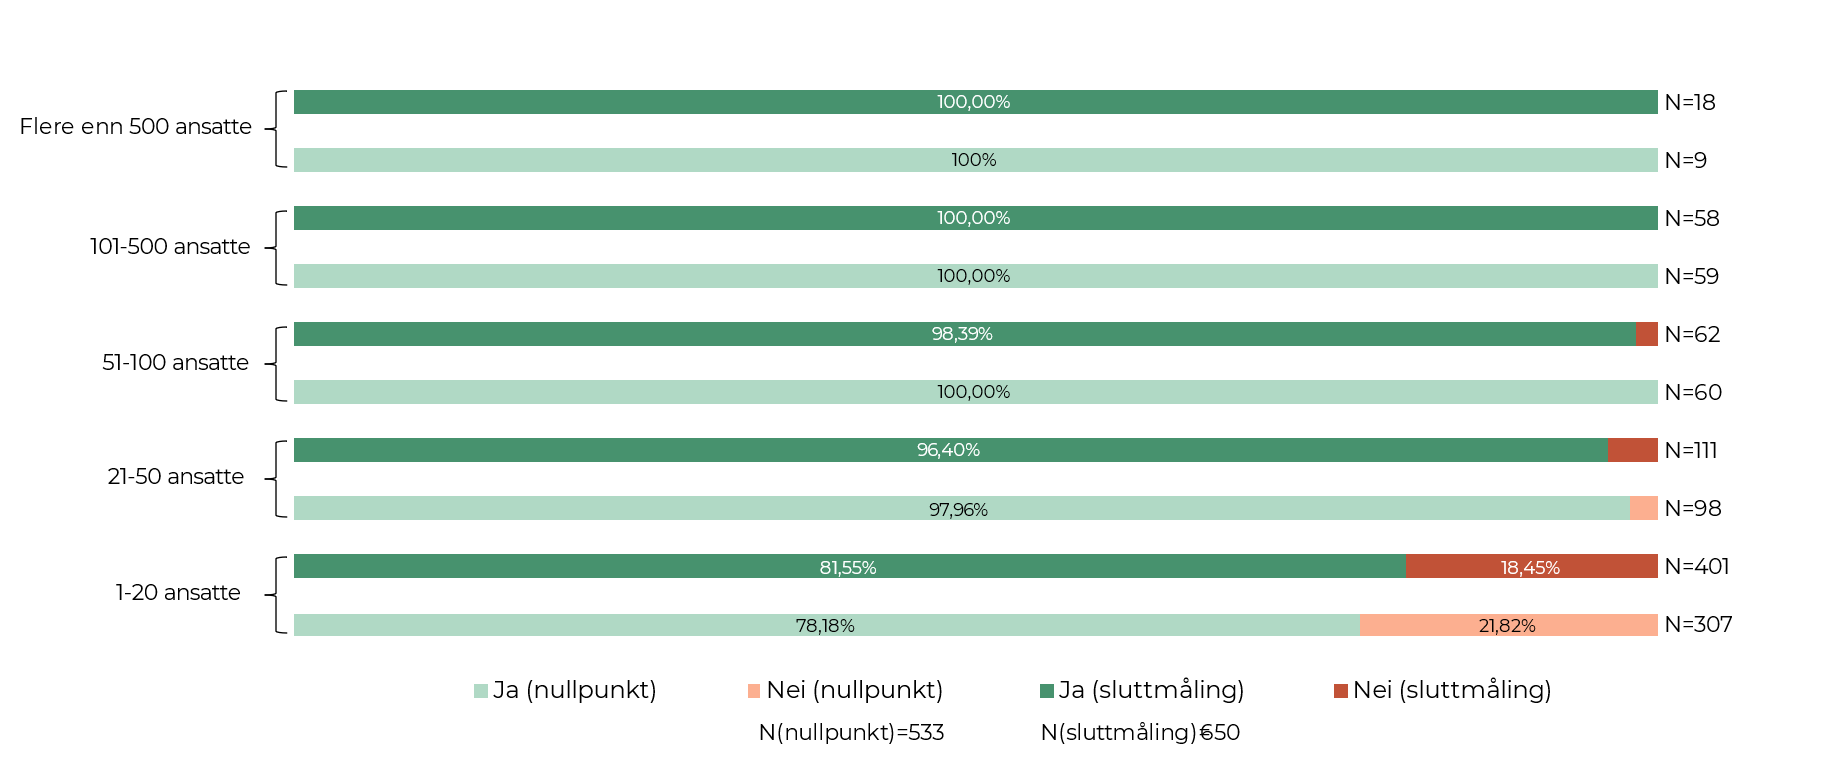 100,00% N=18
Flere enn 500 ansatte
100% N=9
100,00% N=58
101-500 ansatte
100,00% N=59
98,39% N=62
51-100 ansatte
100,00% N=60
96,40% N=111
21-50 ansatte
97,96% N=98
81,55% 18,45% N=401
1-20 ansatte
78,18% 21,82% N=307
Ja (nullpunkt) Nei (nullpunkt) Ja (sluttmåling) Nei (sluttmåling)
N(nullpunkt)=533 N(sluttmåling)=650